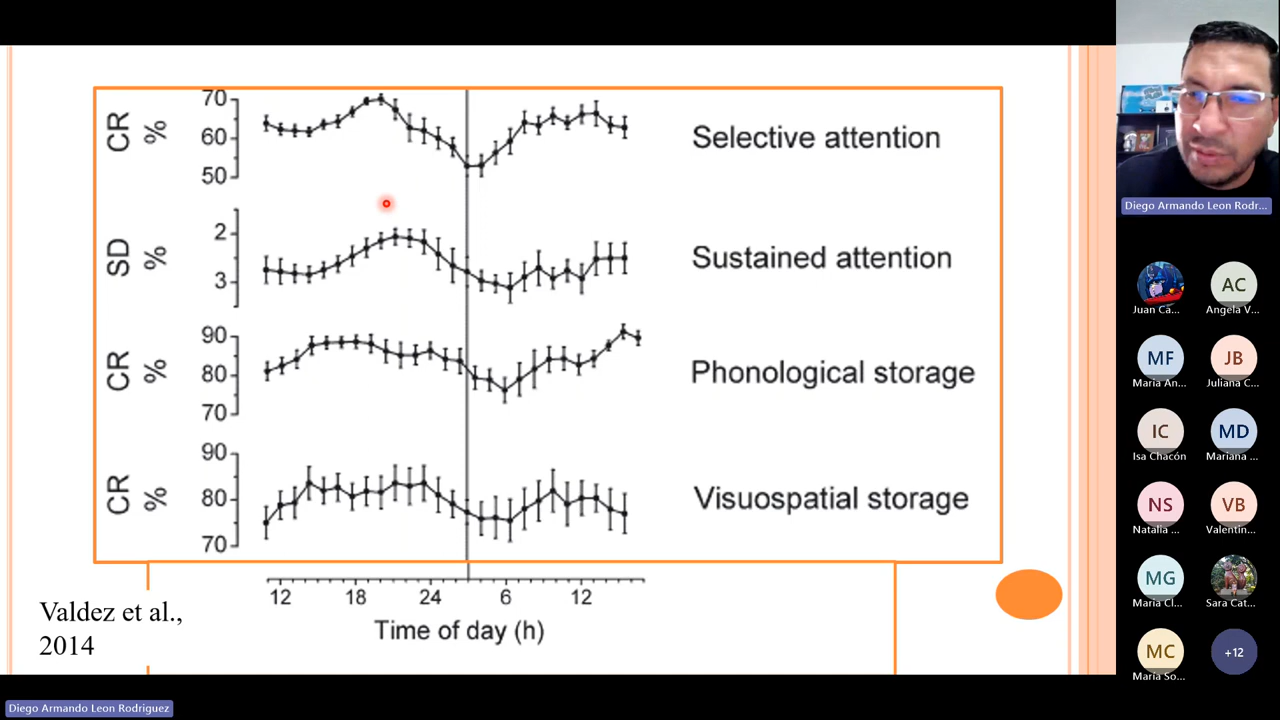 70
60
50
CR
%
Selective attention
2
3
SD
%
Sustained attention
90
80
70
CR
%
Phonological storage
90
80
70
CR
%
Visuospatial storage
12
18
24
6
12
Time of day (h)
Valdez et al.,
2014
Diego Armando Leon Rodr...
Juan Ca...
AC
Angela V...
MF
Maria An...
JB
Juliana C...
IC
Isa Chacón
MD
Mariana ...
NS
Natalia ...
VB
Valentin...
MG
Maria Cl...
Sara Cat...
MC
Maria So...
+12
Diego Armando Leon Rodriguez